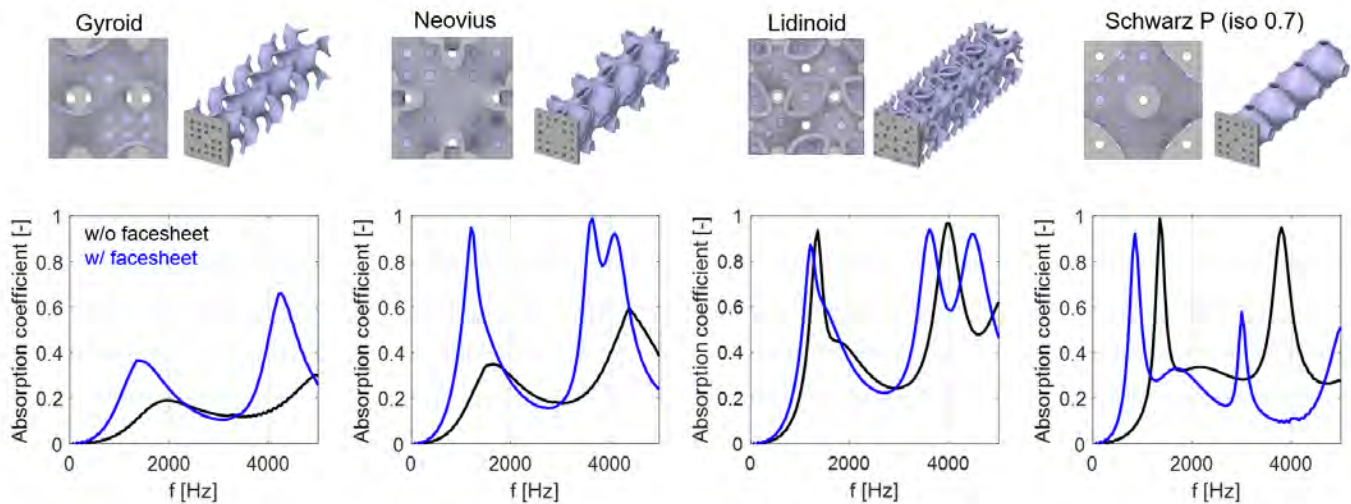 Gyroid
Neovius
Lidinoid
Schwarz P (iso 0.7)
Absorption coefficient [-]
1
0.8
0.6
0.4
0.2
0
w/o facesheet
w/ facesheet
0 2000 4000
f [Hz]
Absorption coefficient [-]
1
0.8
0.6
0.4
0.2
0
0 2000 4000
f [Hz]
Absorption coefficient [-]
1
0.8
0.6
0.4
0.2
0
0 2000 4000
f [Hz]
Absorption coefficient [-]
1
0.8
0.6
0.4
0.2
0
0 2000 4000
f [Hz]